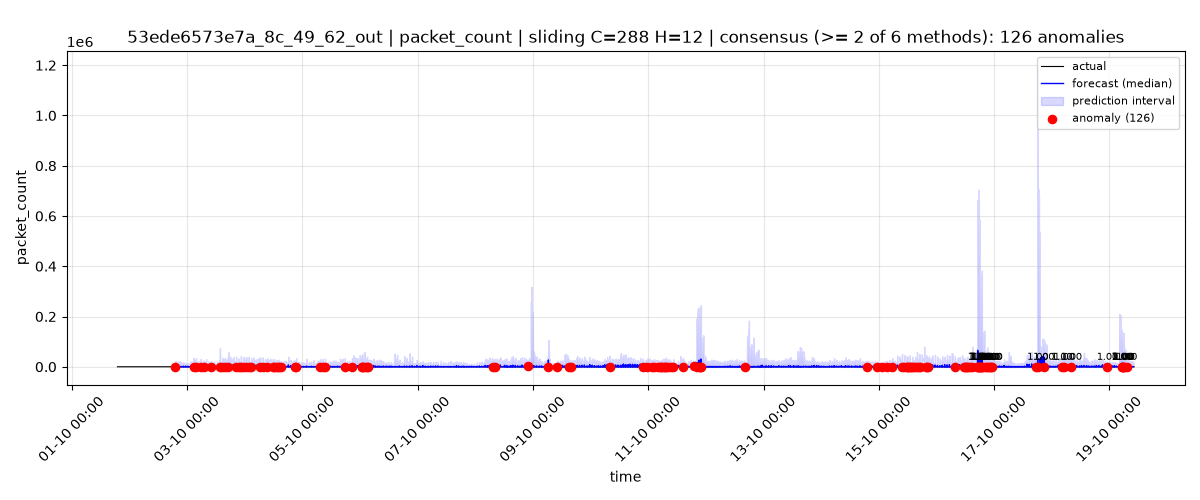 53ede6573e7a_8c_49_62_out | packet_count | sliding C=288 H=12 | consensus (>= 2 of 6 methods): 126 anomalies
1e6
1.2
1.0
0.8
0.6
0.4
0.2
0.0
packet_count
actual
forecast (median)
prediction interval
anomaly (126)
01-10 00:00
03-10 00:00
05-10 00:00
07-10 00:00
09-10 00:00
11-10 00:00
13-10 00:00
15-10 00:00
17-10 00:00
19-10 00:00
time